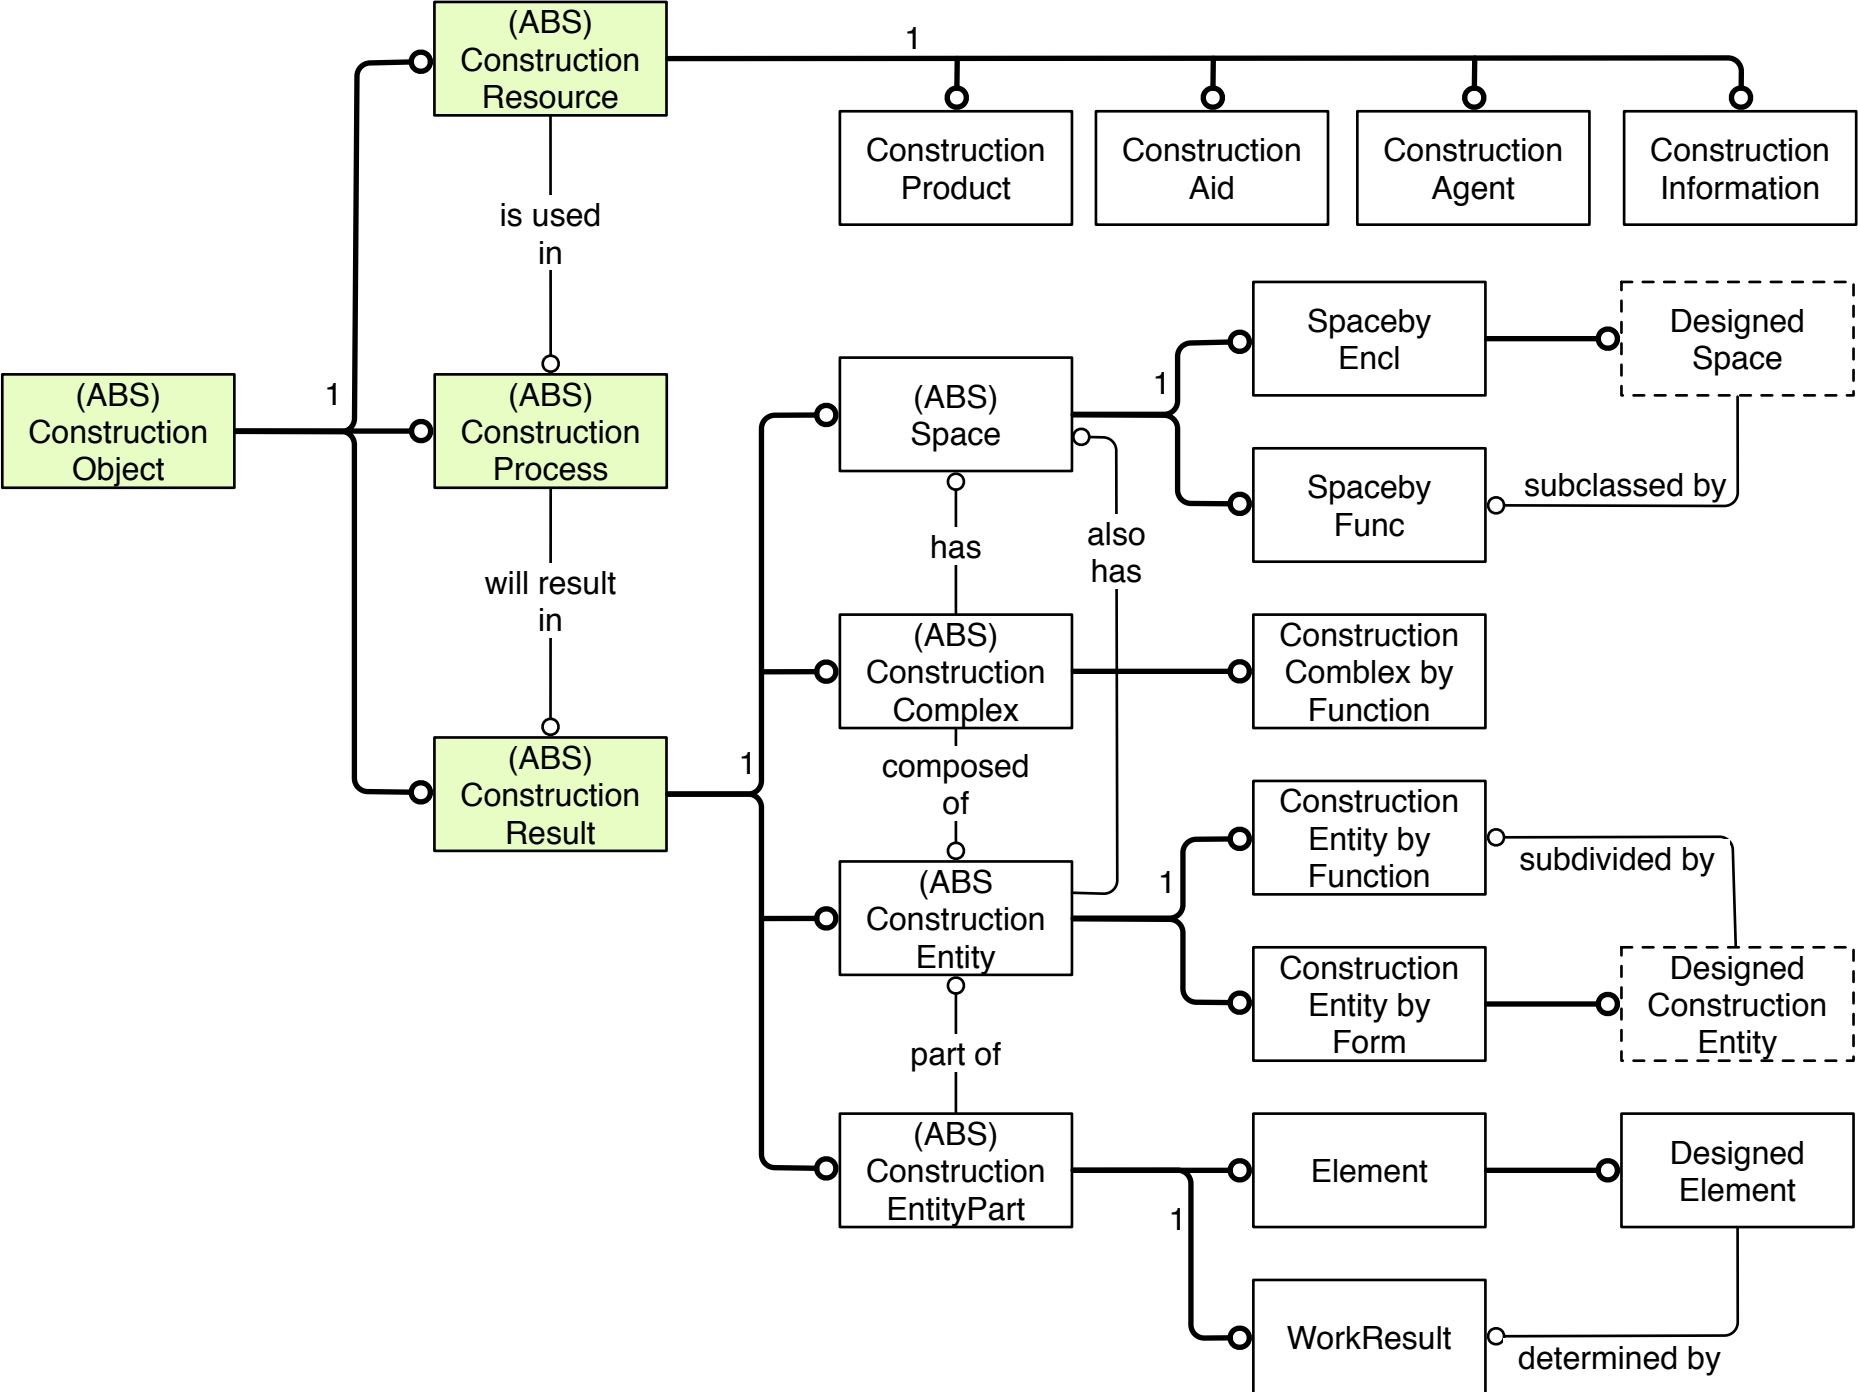 (ABS)
Construction
Resource
1
Construction
Product
Construction
Aid
Construction
Agent
Construction
Information
is used
in
(ABS)
Construction
Object
1
(ABS)
Construction
Process
will result
in
(ABS)
Construction
Result
1
(ABS)
Space
1
Spaceby
Encl
Designed
Space
Spaceby
Func
subclassed by
has
also
has
(ABS)
Construction
Complex
Construction
Comblex by
Function
composed
of
(ABS
Construction
Entity
1
Construction
Entity by
Function
subdivided by
Construction
Entity by
Form
Designed
Construction
Entity
part of
(ABS)
Construction
EntityPart
1
Element
Designed
Element
WorkResult
determined by